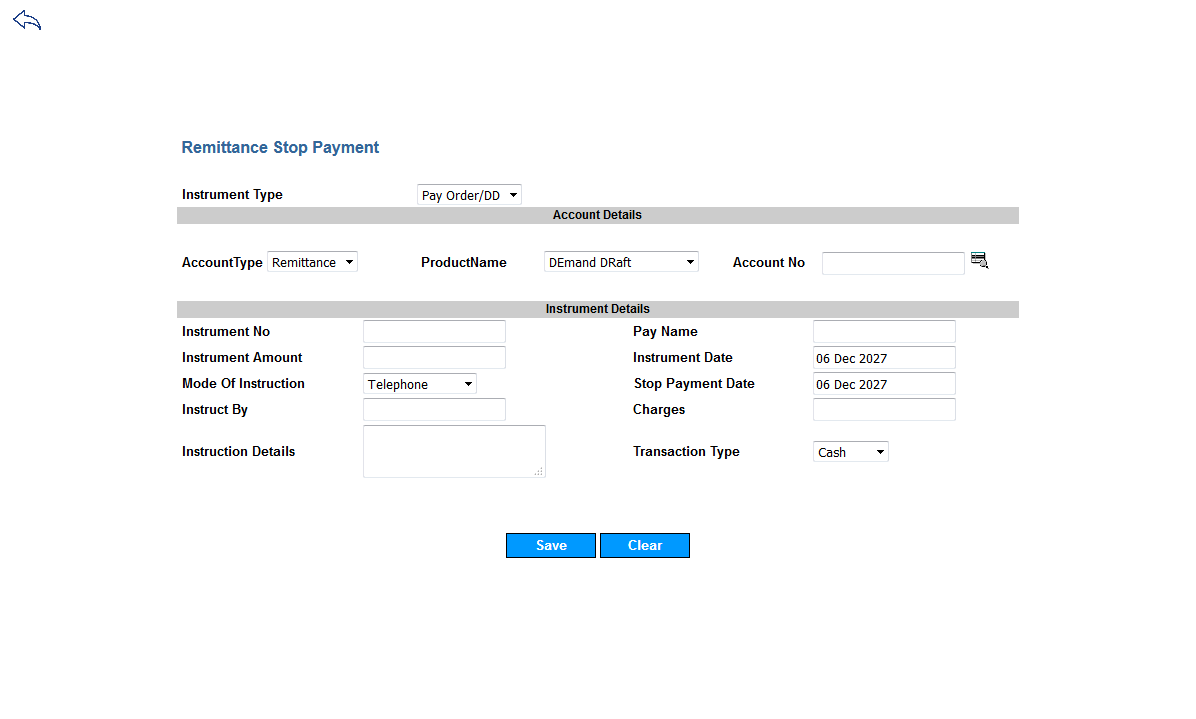 Remittance Stop Payment
Instrument Type Pay Order/DD
Account Details
AccountType Remittance ProductName DEmand DRaft Account No
Instrument Details
Instrument No Pay Name
Instrument Amount Instrument Date 06 Dec 2027
Mode Of Instruction Telephone Stop Payment Date 06 Dec 2027
Instruct By Charges
Instruction Details Transaction Type Cash
Save Clear